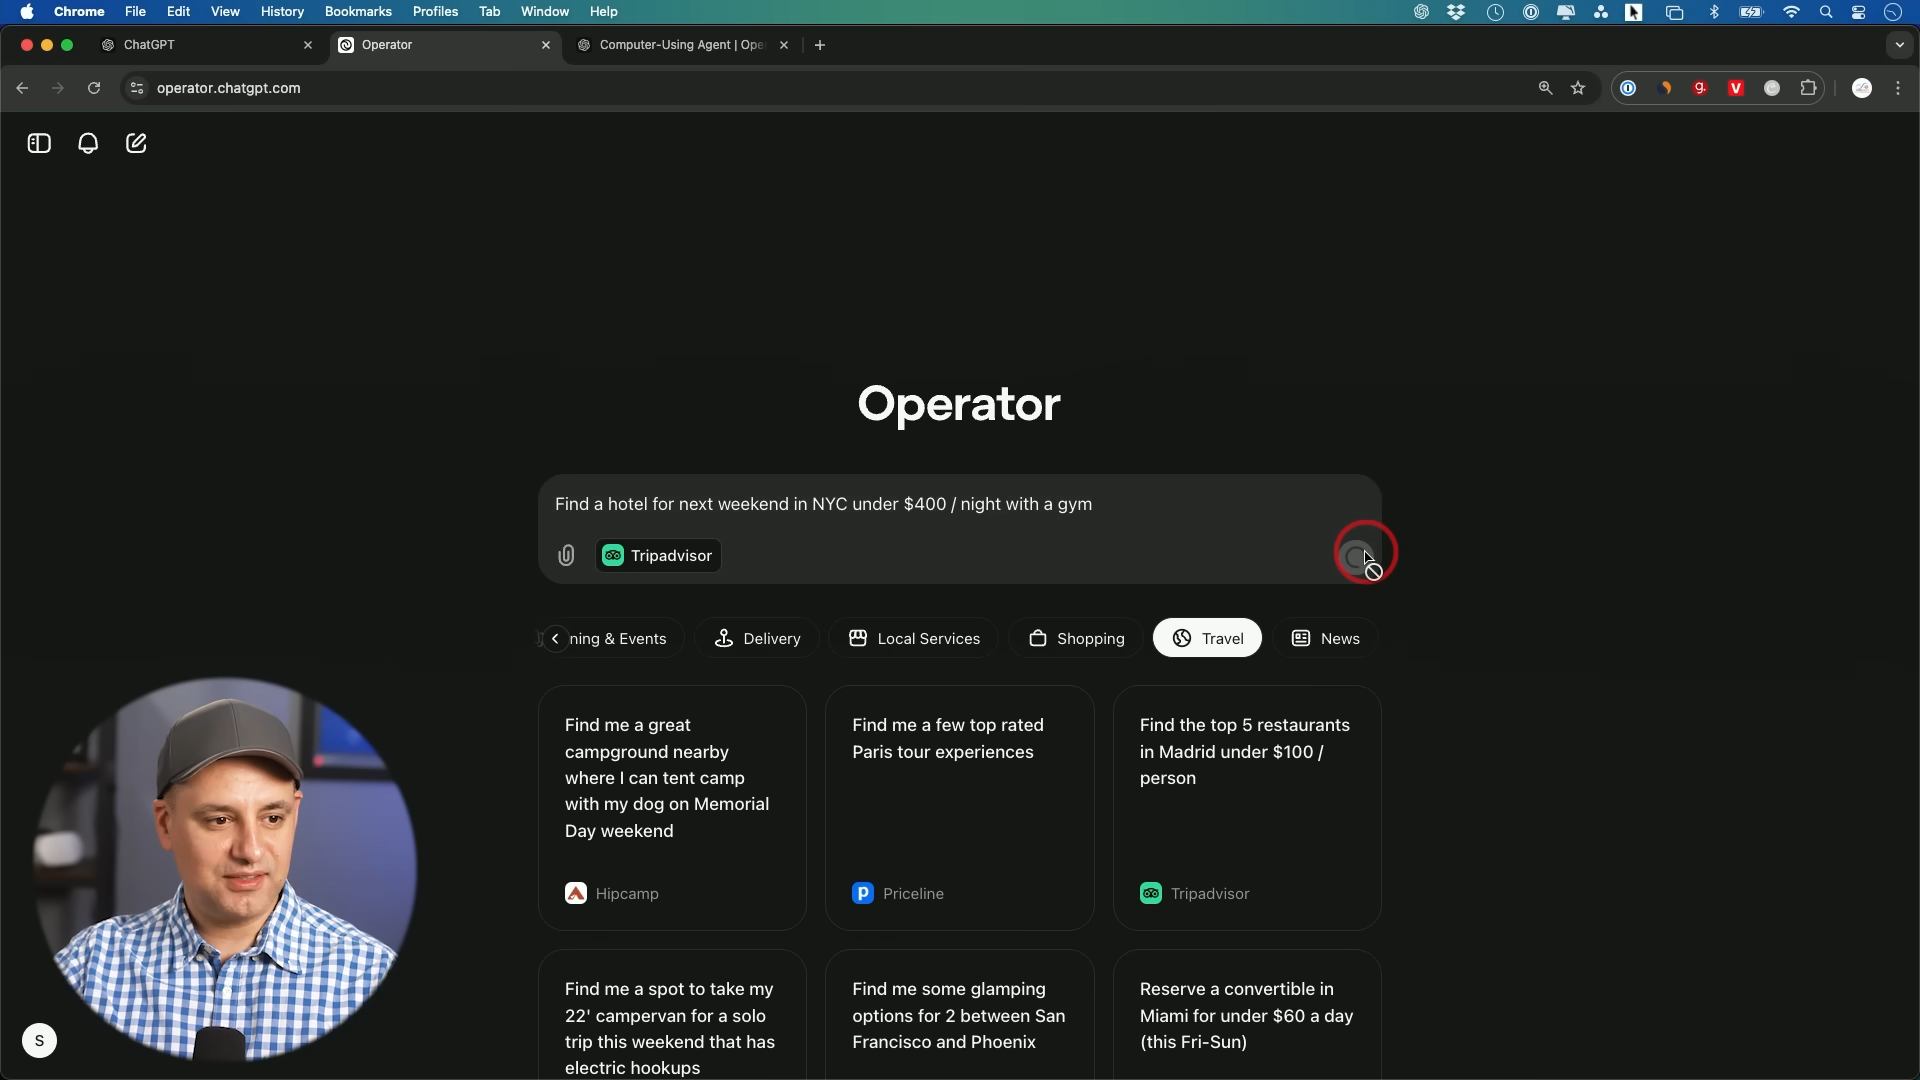 Chrome File Edit View History Bookmarks Profiles Tab Window Help
ChatGPT
Operator
Computer-Using Agent | Ope
operator.chatgpt.com
Operator
Find a hotel for next weekend in NYC under $400 / night with a gym
Tripadvisor
ning & Events
Delivery
Local Services
Shopping
Travel
News
Find me a great
campground nearby
where I can tent camp
with my dog on Memorial
Day weekend
Hipcamp
Find me a few top rated
Paris tour experiences
Priceline
Find the top 5 restaurants
in Madrid under $100 /
person
Tripadvisor
Find me a spot to take my
22' campervan for a solo
trip this weekend that has
electric hookups
Find me some glamping
options for 2 between San
Francisco and Phoenix
Reserve a convertible in
Miami for under $60 a day
(this Fri-Sun)
S